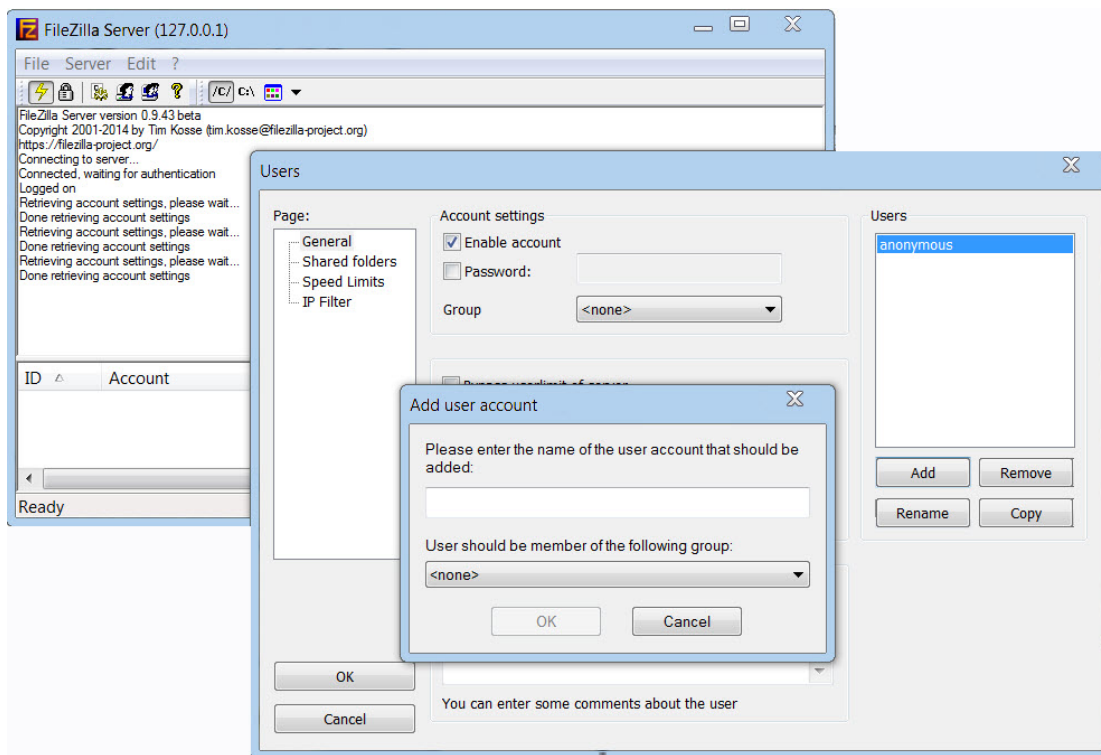 FileZilla Server (127.0.0.1)
File Server Edit ?
/C/ C:\
FileZilla Server version 0.9.43 beta
Copyright 2001-2014 by Tim Kosse (tim.kosse@filezilla-project.org)
https://filezilla-project.org/
Connecting to server...
Connected, waiting for authentication
Logged on
Retrieving account settings, please wait...
Done retrieving account settings
Retrieving account settings, please wait...
Done retrieving account settings
Retrieving account settings, please wait...
Done retrieving account settings
ID Account
Ready
Users
Page:
General
Shared folders
Speed Limits
IP Filter
OK
Cancel
Account settings
Enable account
Password:
Group <none>
Bypass userlimit of server
You can enter some comments about the user
Users
anonymous
Add Remove
Rename Copy
Add user account
Please enter the name of the user account that should be
added:
User should be member of the following group:
<none>
OK Cancel